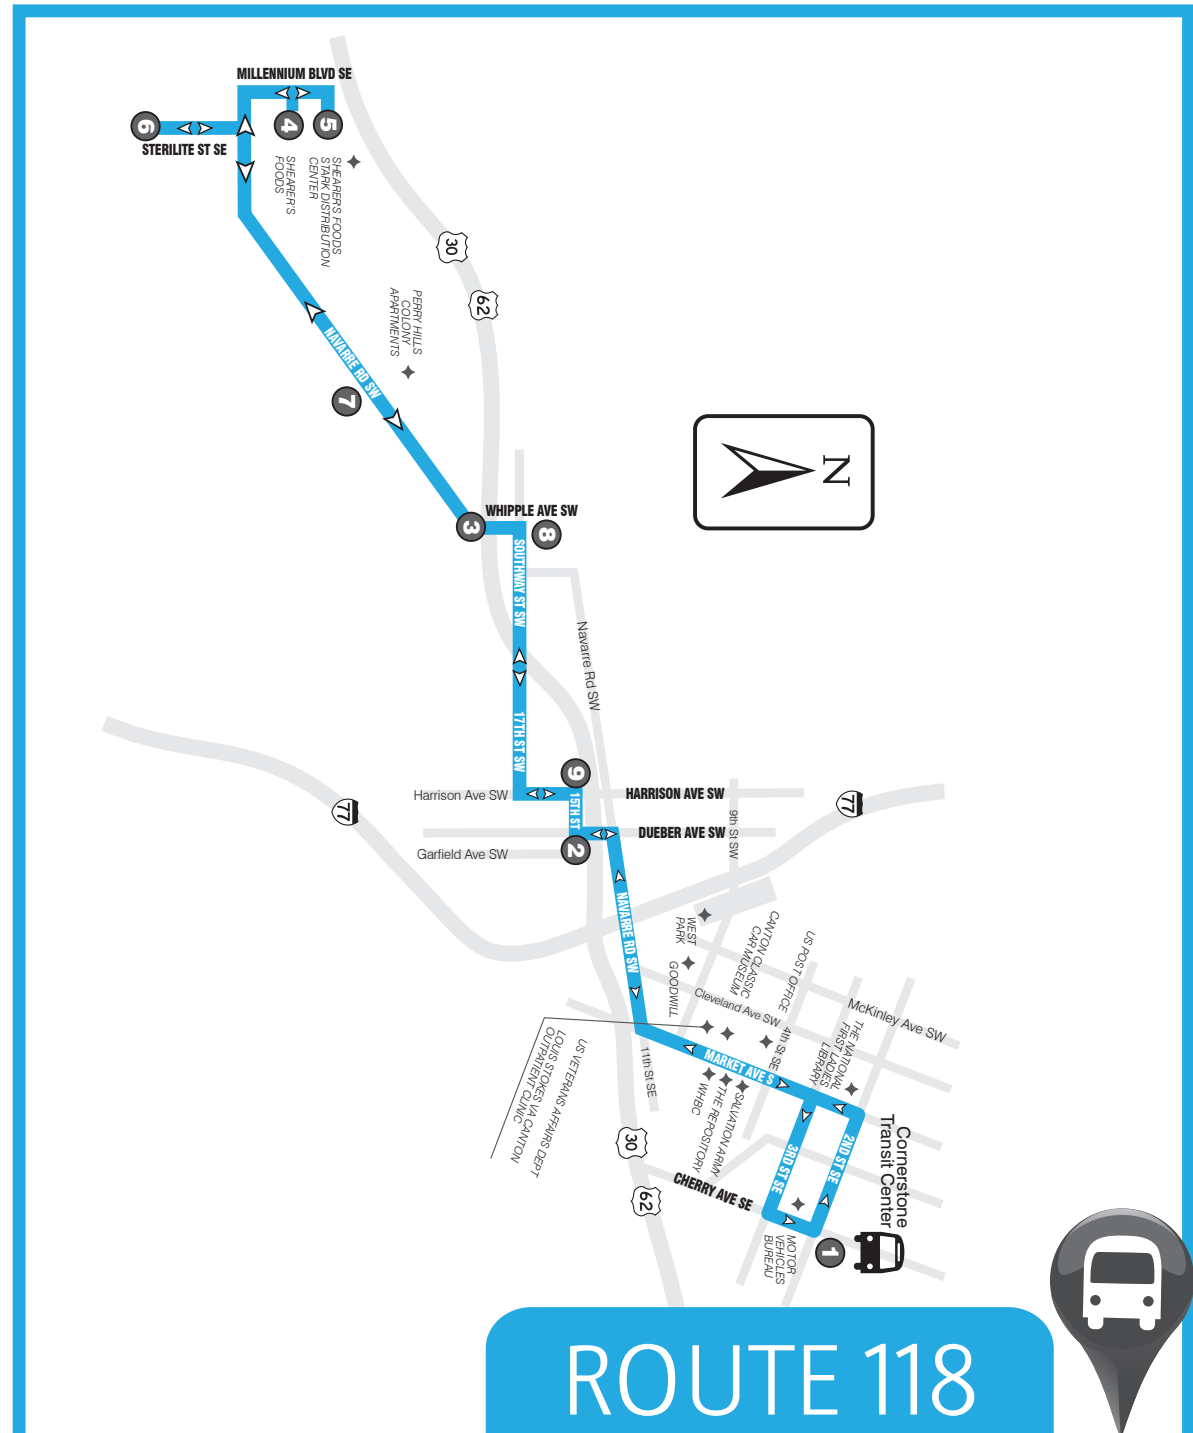 MILLENNIUM BLVD SE
6
4
5
STERILITE ST SE
SHEARER'S
FOODS
SHEARER'S FOODS
STARK DISTRIBUTION
CENTER
30
62
PERRY HILLS
COLONY
APARTMENTS
NAVARRE RD SW
7
N
3
WHIPPLE AVE SW
8
SOUTHWAY ST SW
Navarre Rd SW
17TH ST SW
9
Harrison Ave SW
15TH ST
HARRISON AVE SW
77
77
DUEBER AVE SW
9th St SW
Garfield Ave SW
2
NAVARRE RD SW
WEST
PARK
GOODWILL
CANTON CLASSIC
CAR MUSEUM
US POST OFFICE
Cleveland Ave SW
McKinley Ave SW
4th St SE
THE NATIONAL
FIRST LADIES
LIBRARY
11th St SE
MARKET AVE S
US VETERANS AFFAIRS DEPT
LOUIS STOKES VA CANTON
OUTPATIENT CLINIC
SALVATION ARMY
THE REPOSITORY
WHBC
30
62
CHERRY AVE SE
3RD ST SE
2ND ST SE
Cornerstone
Transit Center
MOTOR
VEHICLES
BUREAU
1
ROUTE 118